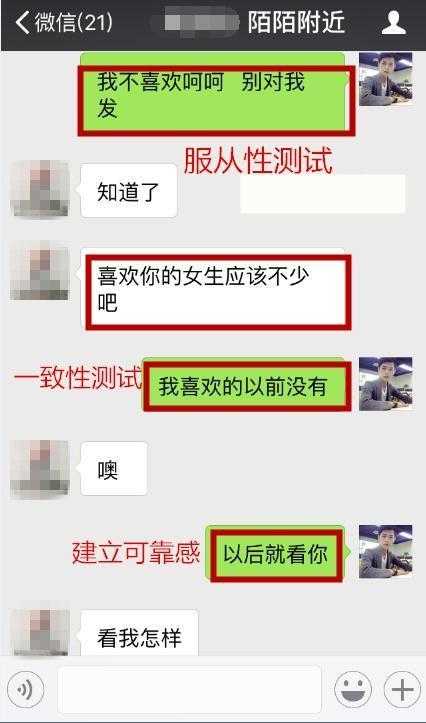 微信(21)
陌陌附近
我不喜欢呵呵 别对我
发
服从性测试
知道了
喜欢你的女生应该不少
吧
一致性测试
我喜欢的以前没有
噢
建立可靠感
以后就看你
看我怎样